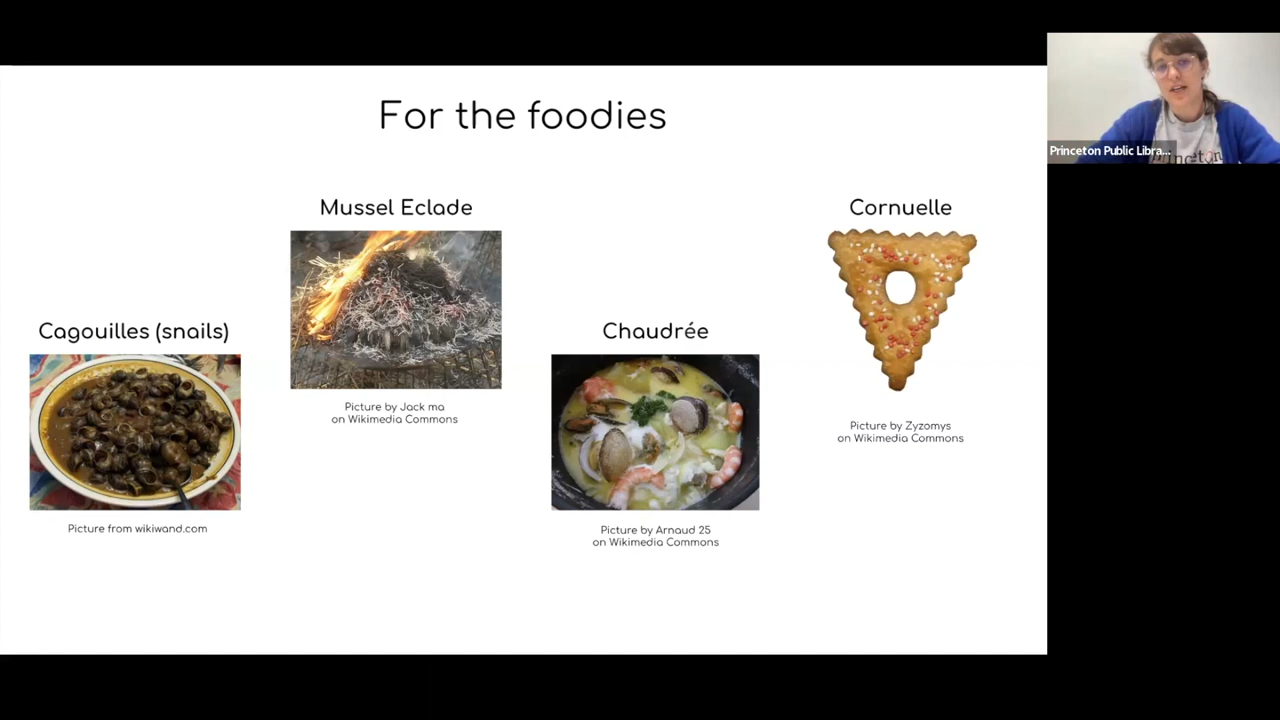 For the foodies
Cagouilles (snails)
Picture from wikiwand.com
Mussel Eclade
Picture by Jack ma
on Wikimedia Commons
Chaudrée
Picture by Arnaud 25
on Wikimedia Commons
Cornuelle
Picture by Zyzomys
on Wikimedia Commons
Princeton Public Libra...